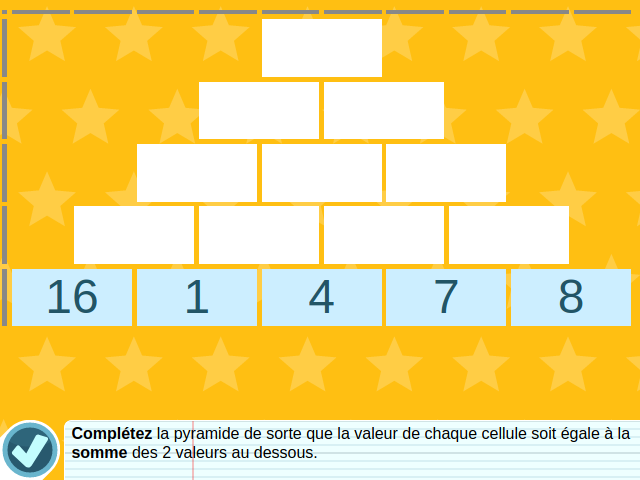 16 1 4 7 8
Complétez la pyramide de sorte que la valeur de chaque cellule soit égale à la
somme des 2 valeurs au dessous.